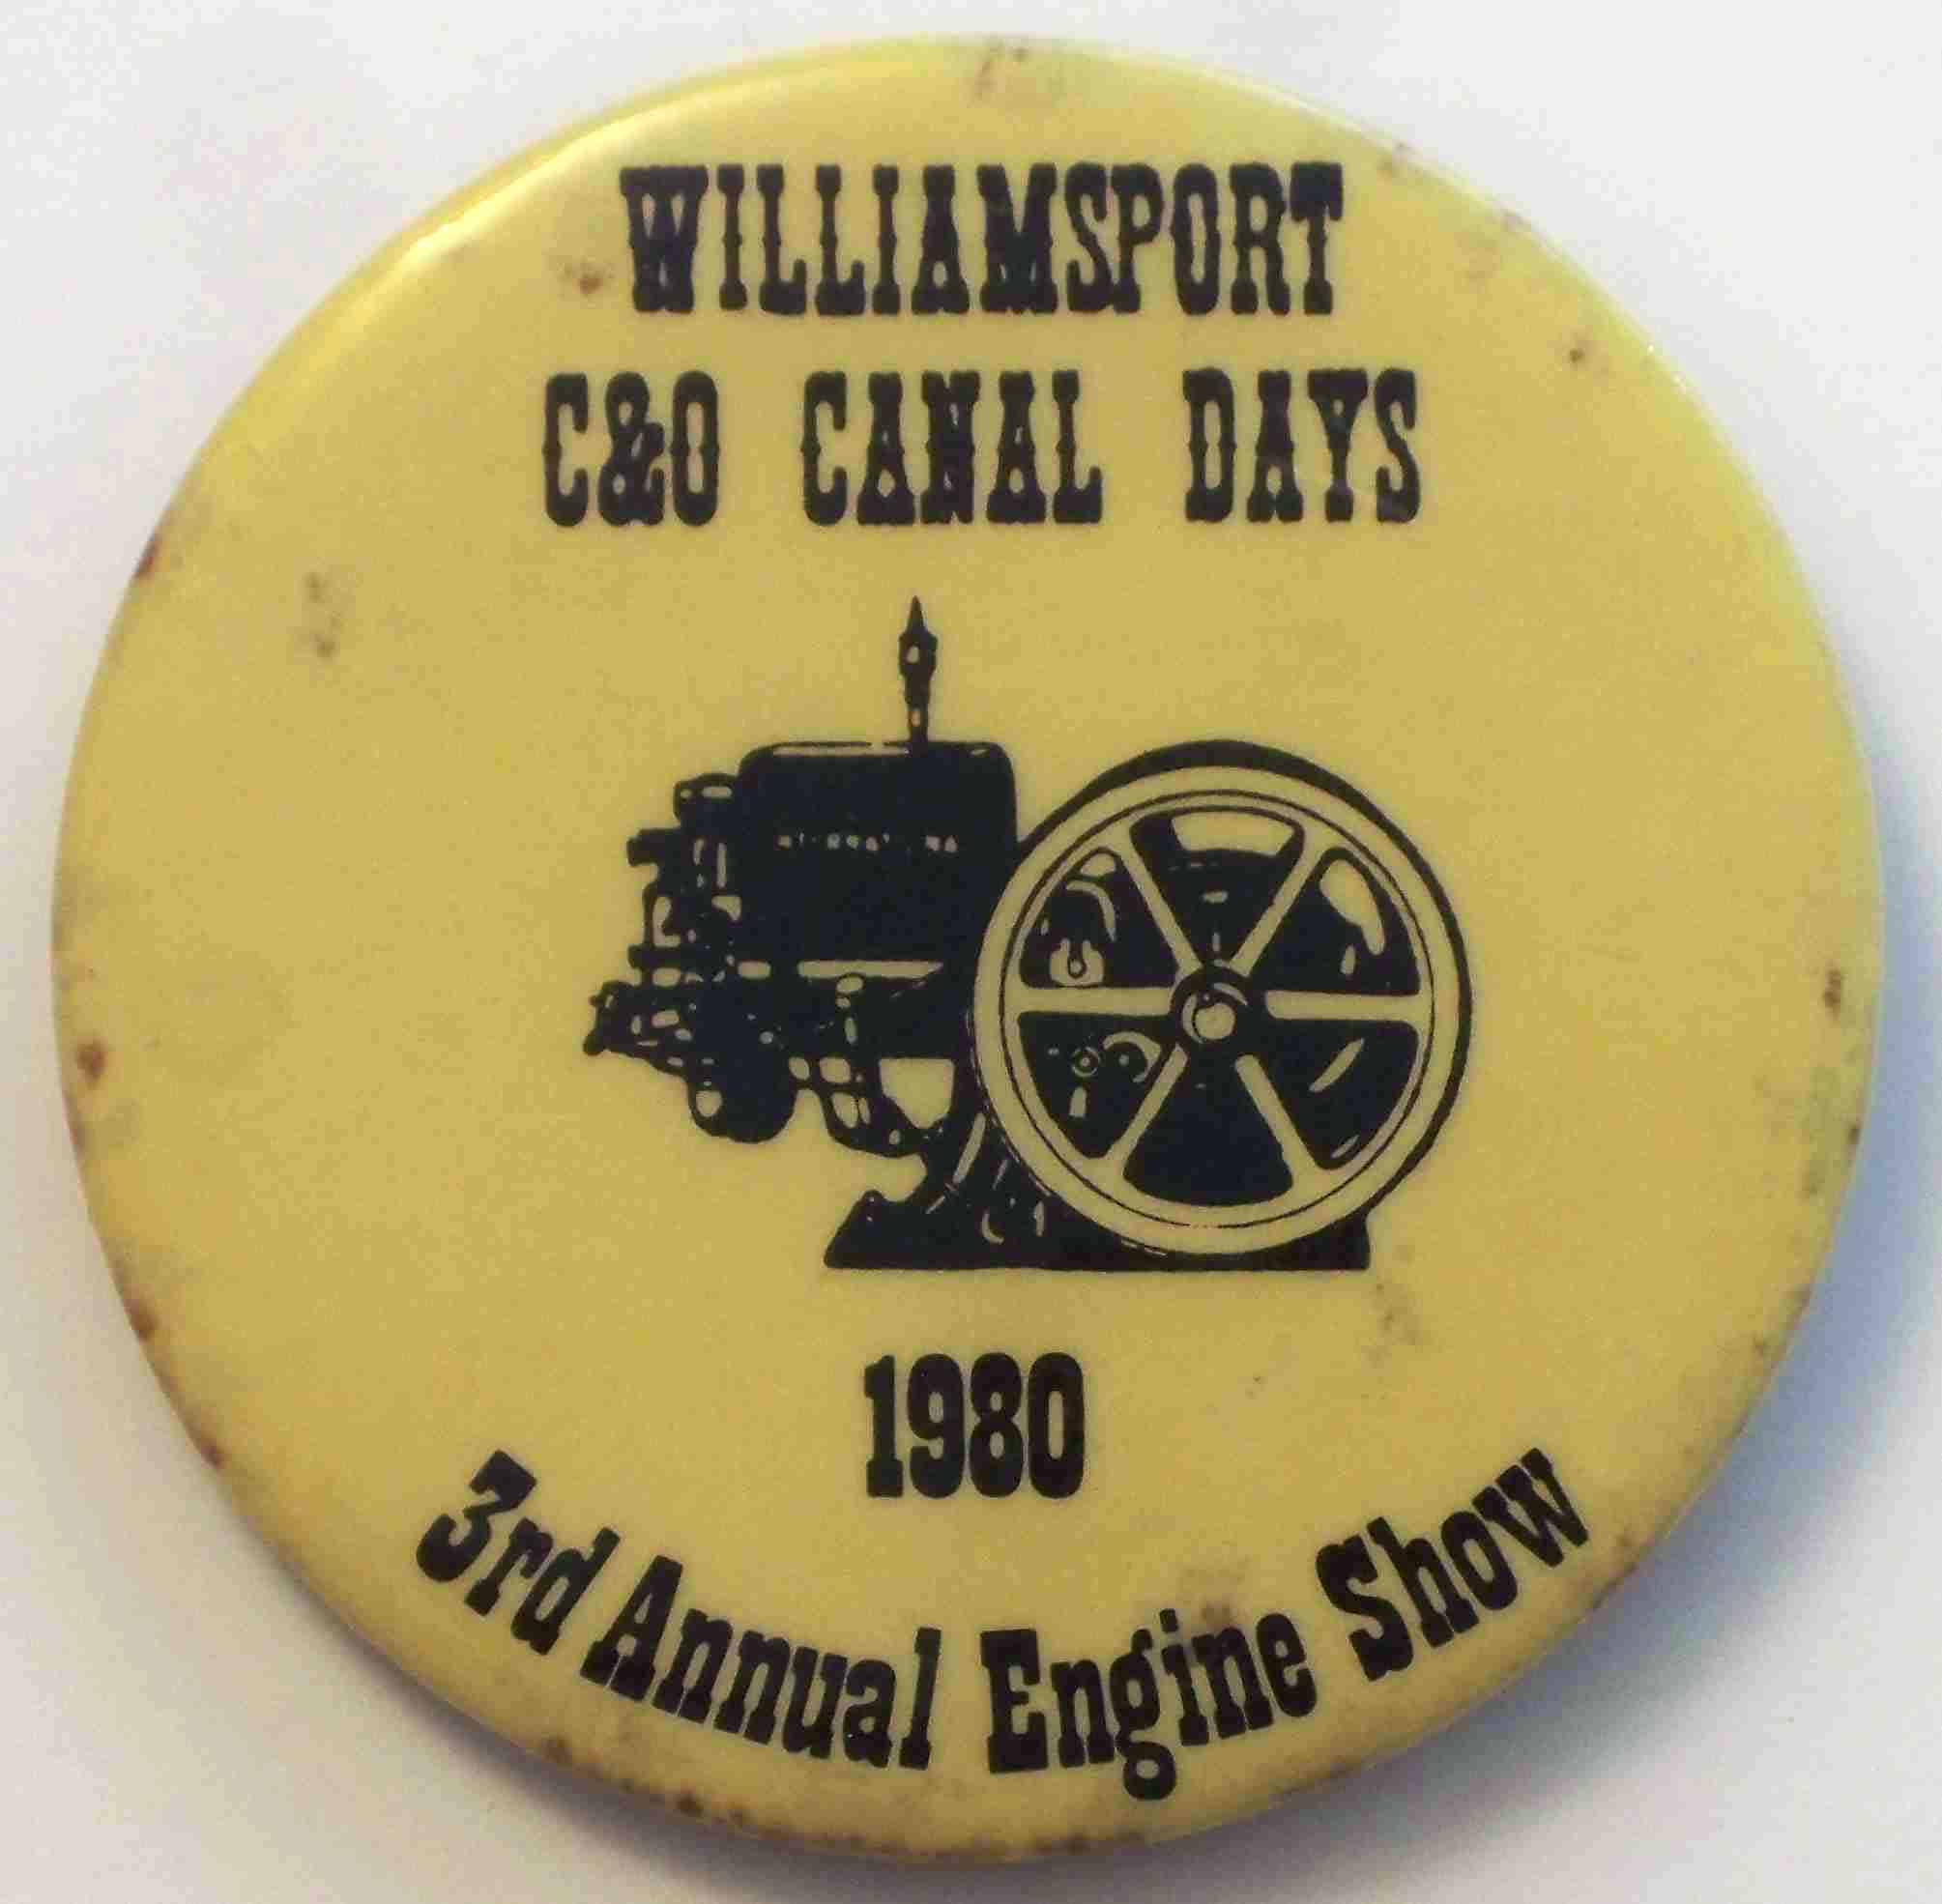 WILLIAMSPORT
C&O CANAL DAYS
1980
3rd Annual Engine Show